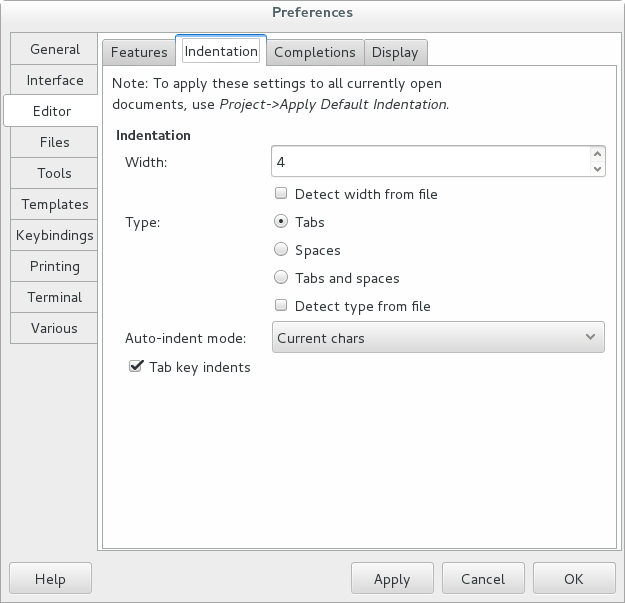 Preferences
General
Interface
Editor
Files
Tools
Templates
Keybindings
Printing
Terminal
Various
Features
Indentation
Completions
Display
Note: To apply these settings to all currently open
documents, use Project->Apply Default Indentation.
Indentation
Width:
4
Detect width from file
Type:
Tabs
Spaces
Tabs and spaces
Detect type from file
Auto-indent mode:
Current chars
Tab key indents
Help
Apply
Cancel
OK